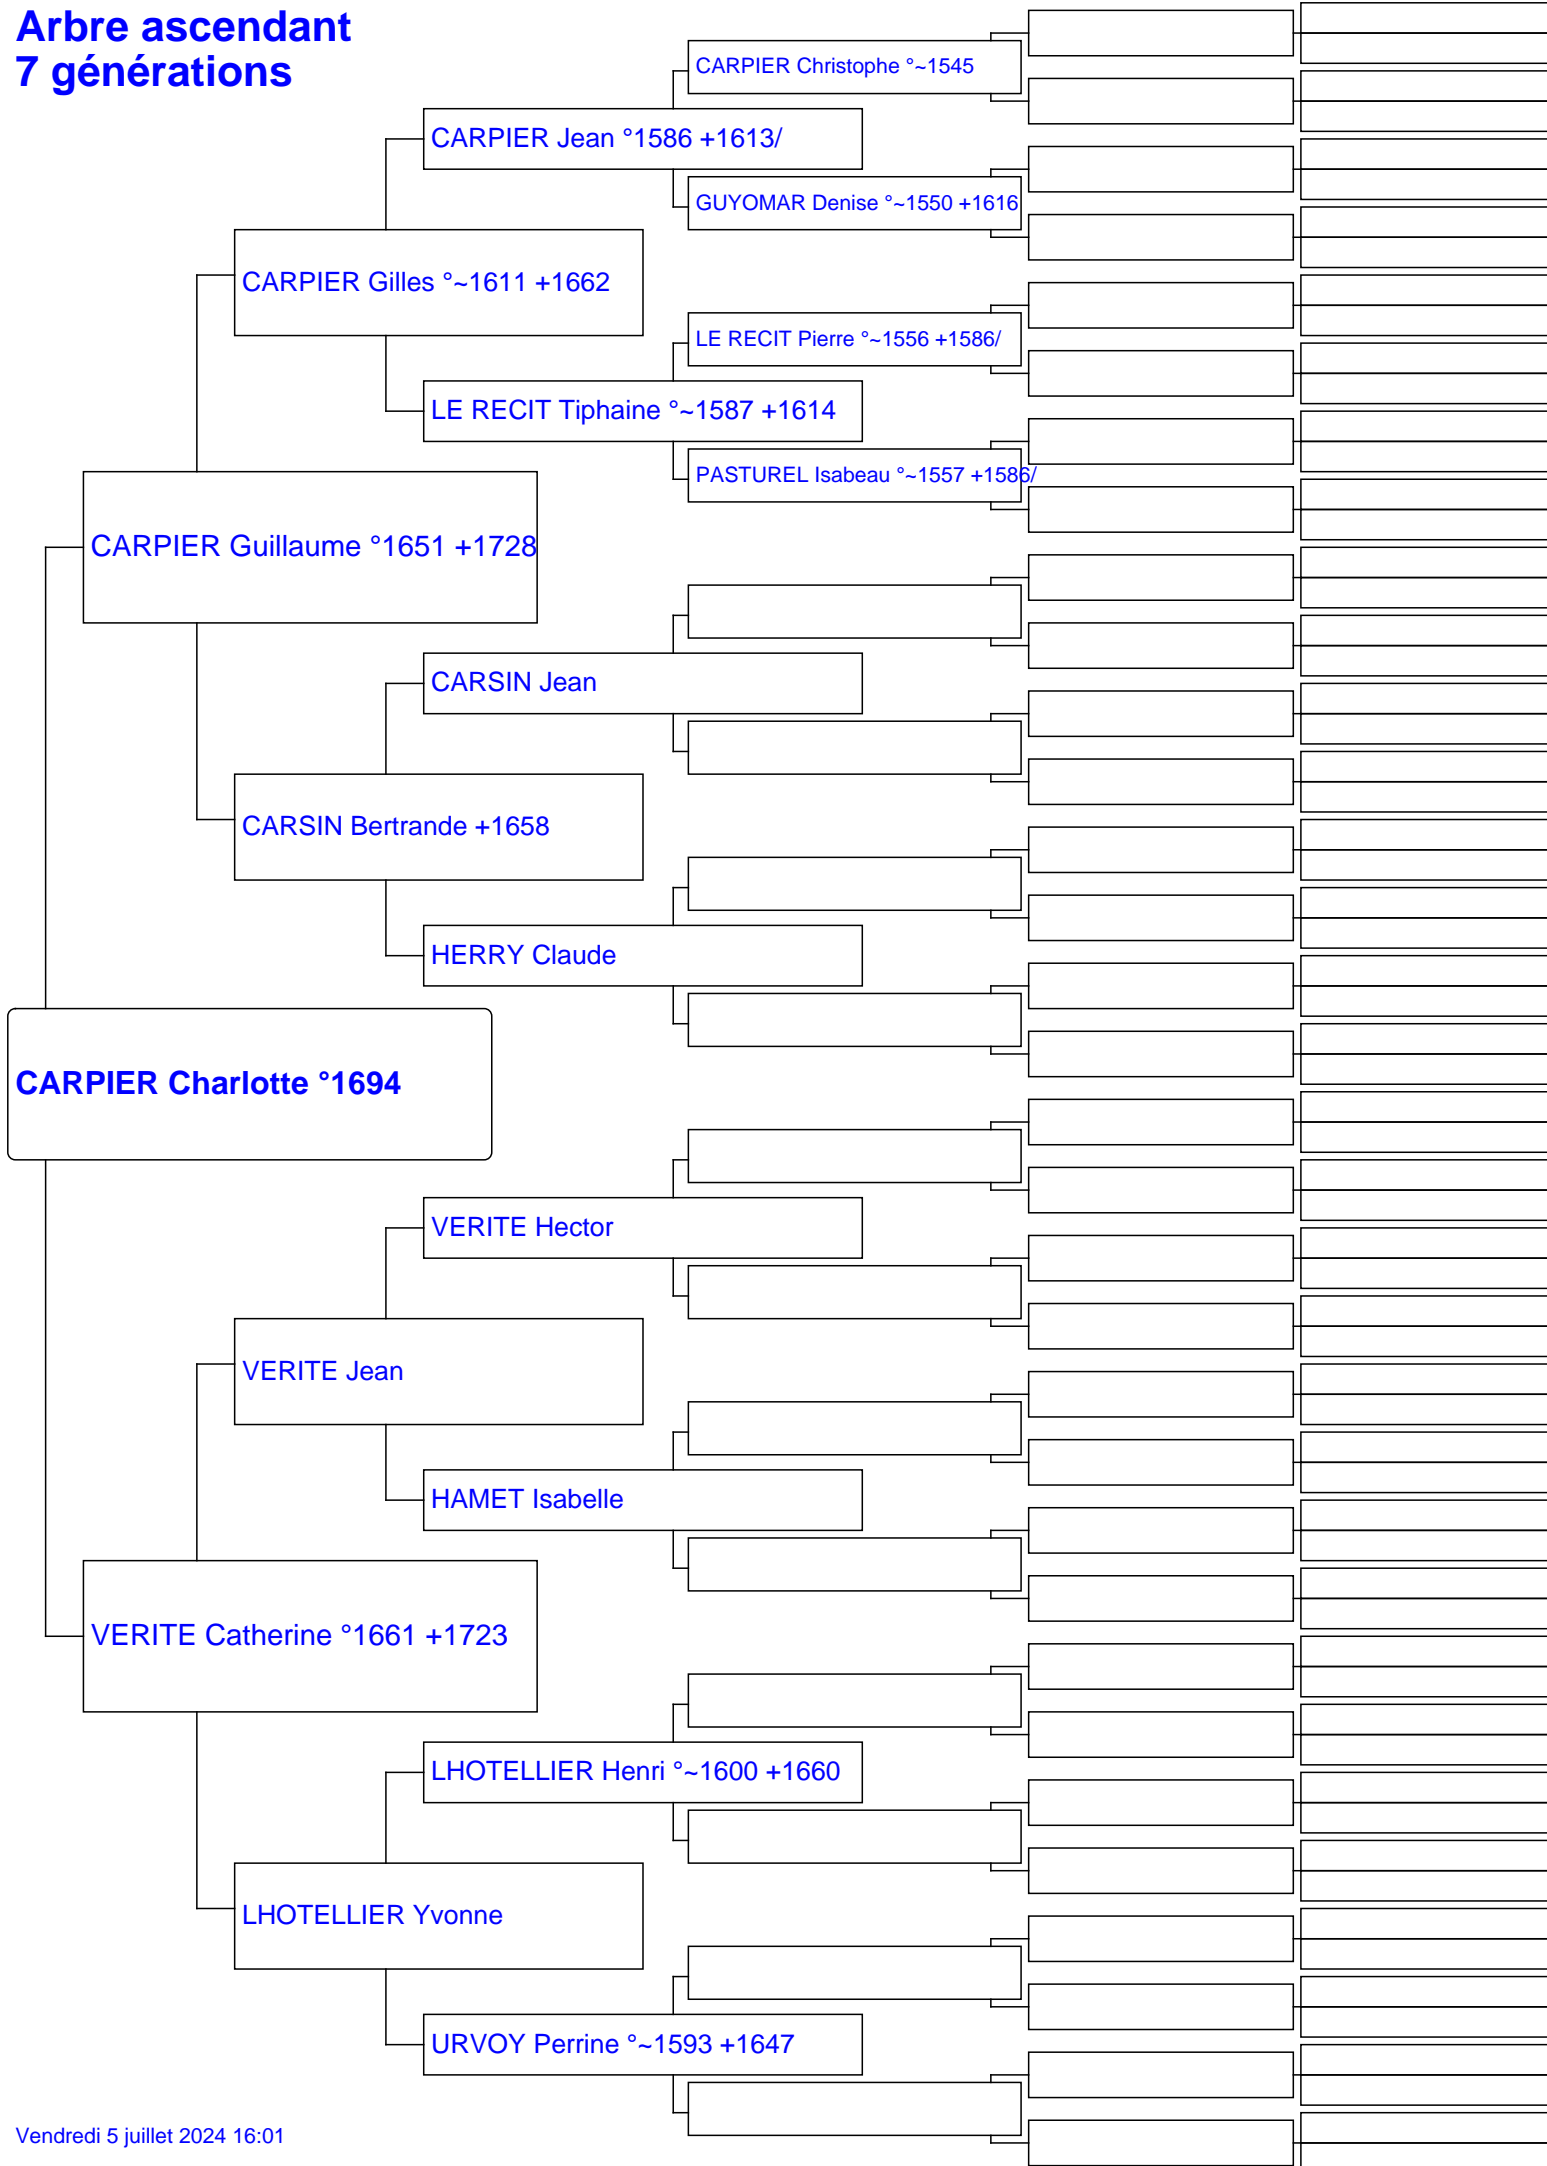 Arbre ascendant
7 générations
CARPIER Christophe °~1545
CARPIER Jean °1586 +1613/
GUYOMAR Denise °~1550 +1616
CARPIER Gilles °~1611 +1662
LE RECIT Pierre °~1556 +1586/
LE RECIT Tiphaine °~1587 +1614
PASTUREL Isabeau °~1557 +1586/
CARPIER Guillaume °1651 +1728
CARSIN Jean
CARSIN Bertrande +1658
HERRY Claude
CARPIER Charlotte °1694
VERITE Hector
VERITE Jean
HAMET Isabelle
VERITE Catherine °1661 +1723
LHOTELLIER Henri °~1600 +1660
LHOTELLIER Yvonne
URVOY Perrine °~1593 +1647
Vendredi 5 juillet 2024 16:01